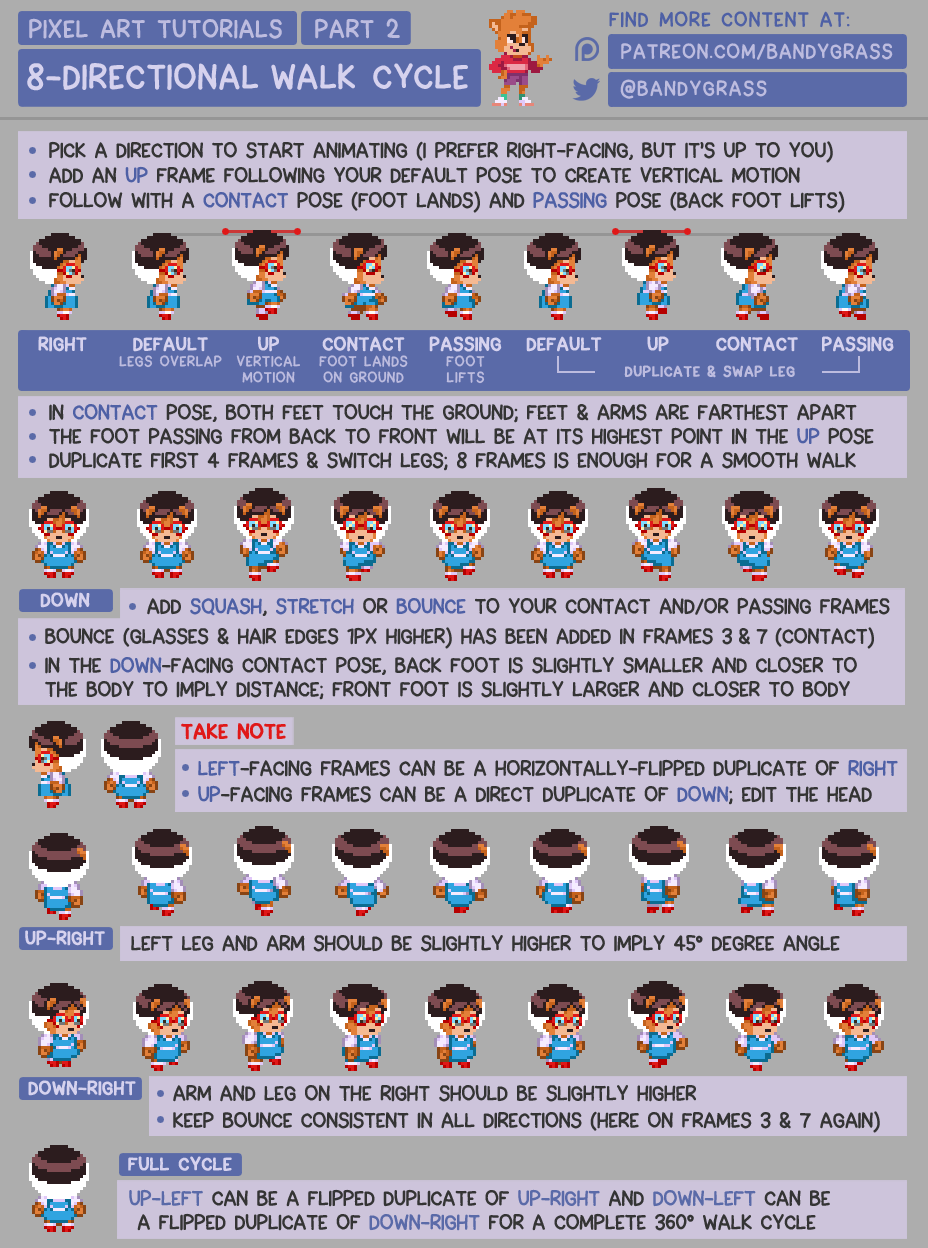 PIXEL ART TUTORIALS PART 2
8-DIRECTIONAL WALK CYCLE
FIND MORE CONTENT AT:
PATREON.COM/BANDYGRASS
@BANDYGRASS
• PICK A DIRECTION TO START ANIMATING (I PREFER RIGHT-FACING, BUT IT'S UP TO YOU)
• ADD AN UP FRAME FOLLOWING YOUR DEFAULT POSE TO CREATE VERTICAL MOTION
• FOLLOW WITH A CONTACT POSE (FOOT LANDS) AND PASSING POSE (BACK FOOT LIFTS)
RIGHT DEFAULT UP CONTACT PASSING DEFAULT UP CONTACT PASSING
LEGS OVERLAP VERTICAL FOOT LANDS FOOT
MOTION ON GROUND LIFTS DUPLICATE & SWAP LEG
• IN CONTACT POSE, BOTH FEET TOUCH THE GROUND; FEET & ARMS ARE FARTHEST APART
• THE FOOT PASSING FROM BACK TO FRONT WILL BE AT ITS HIGHEST POINT IN THE UP POSE
• DUPLICATE FIRST 4 FRAMES & SWITCH LEGS; 8 FRAMES IS ENOUGH FOR A SMOOTH WALK
DOWN
• ADD SQUASH, STRETCH OR BOUNCE TO YOUR CONTACT AND/OR PASSING FRAMES
• BOUNCE (GLASSES & HAIR EDGES 1PX HIGHER) HAS BEEN ADDED IN FRAMES 3 & 7 (CONTACT)
• IN THE DOWN-FACING CONTACT POSE, BACK FOOT IS SLIGHTLY SMALLER AND CLOSER TO
THE BODY TO IMPLY DISTANCE; FRONT FOOT IS SLIGHTLY LARGER AND CLOSER TO BODY
TAKE NOTE
• LEFT-FACING FRAMES CAN BE A HORIZONTALLY-FLIPPED DUPLICATE OF RIGHT
• UP-FACING FRAMES CAN BE A DIRECT DUPLICATE OF DOWN; EDIT THE HEAD
UP-RIGHT
LEFT LEG AND ARM SHOULD BE SLIGHTLY HIGHER TO IMPLY 45° DEGREE ANGLE
DOWN-RIGHT
• ARM AND LEG ON THE RIGHT SHOULD BE SLIGHTLY HIGHER
• KEEP BOUNCE CONSISTENT IN ALL DIRECTIONS (HERE ON FRAMES 3 & 7 AGAIN)
FULL CYCLE
UP-LEFT CAN BE A FLIPPED DUPLICATE OF UP-RIGHT AND DOWN-LEFT CAN BE
A FLIPPED DUPLICATE OF DOWN-RIGHT FOR A COMPLETE 360° WALK CYCLE